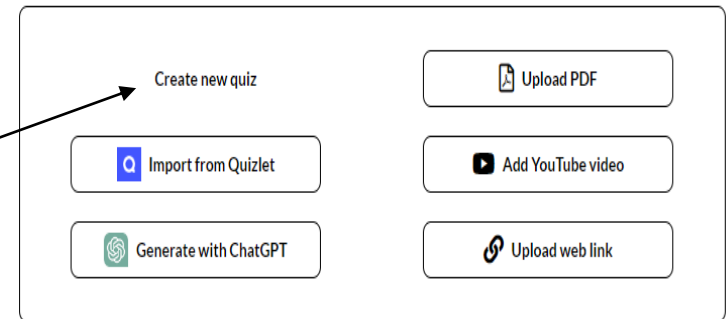 Create new quiz
Upload PDF
Import from Quizlet
Add YouTube video
Generate with ChatGPT
Upload web link